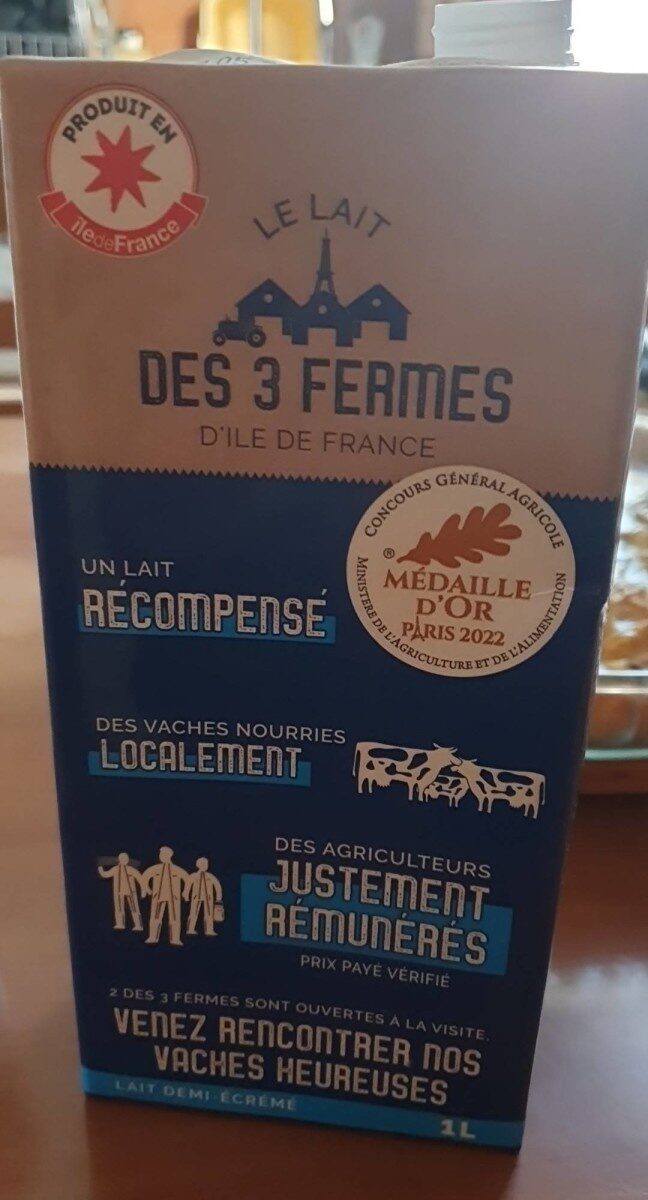 PRODUIT EN
îledeFrance
LE LAIT
DES 3 FERMES
D'ILE DE FRANCE
CONCOURS GÉNÉRAL AGRICOLE
®
MÉDAILLE
D'OR
PARIS 2022
MINISTÈRE DE L'AGRICULTURE ET DE L'ALIMENTATION
UN LAIT
RÉCOMPENSÉ
DES VACHES NOURRIES
LOCALEMENT
DES AGRICULTEURS
JUSTEMENT
RÉMUNÉRÉS
PRIX PAYÉ VÉRIFIÉ
2 DES 3 FERMES SONT OUVERTES À LA VISITE.
VENEZ RENCONTRER NOS
VACHES HEUREUSES
LAIT DEMI-ÉCRÉMÉ
1L